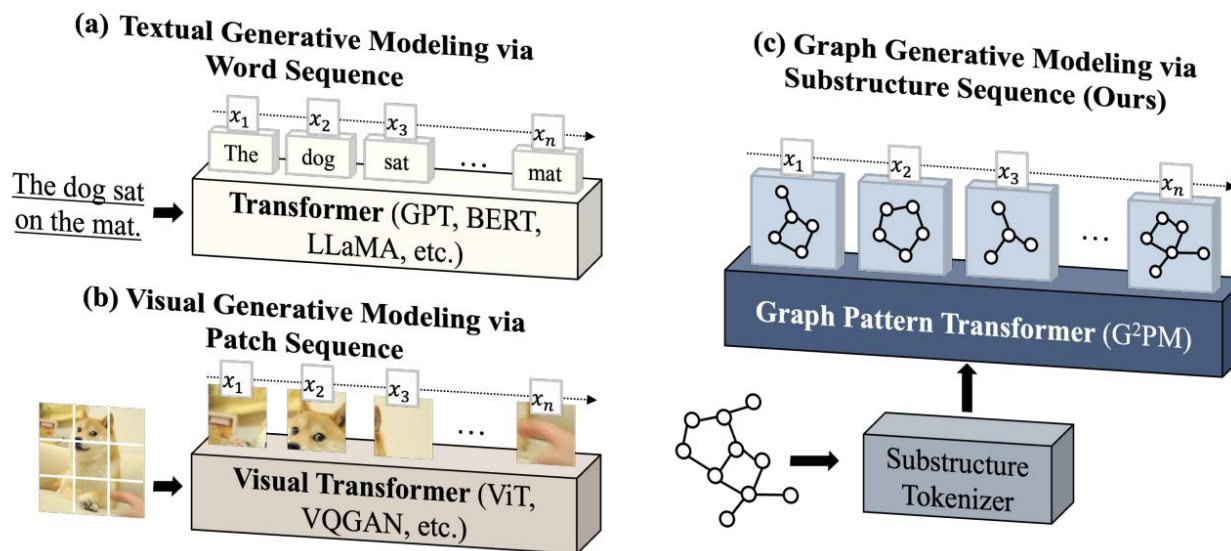 (a) Textual Generative Modeling via
Word Sequence
x₁ x₂ x₃ xₙ
The dog sat ... mat
The dog sat
on the mat.
Transformer (GPT, BERT,
LLaMA, etc.)
(b) Visual Generative Modeling via
Patch Sequence
x₁ x₂ x₃ xₙ
...
Visual Transformer (ViT,
VQGAN, etc.)
(c) Graph Generative Modeling via
Substructure Sequence (Ours)
x₁ x₂ x₃ xₙ
...
Graph Pattern Transformer (G²PM)
Substructure
Tokenizer